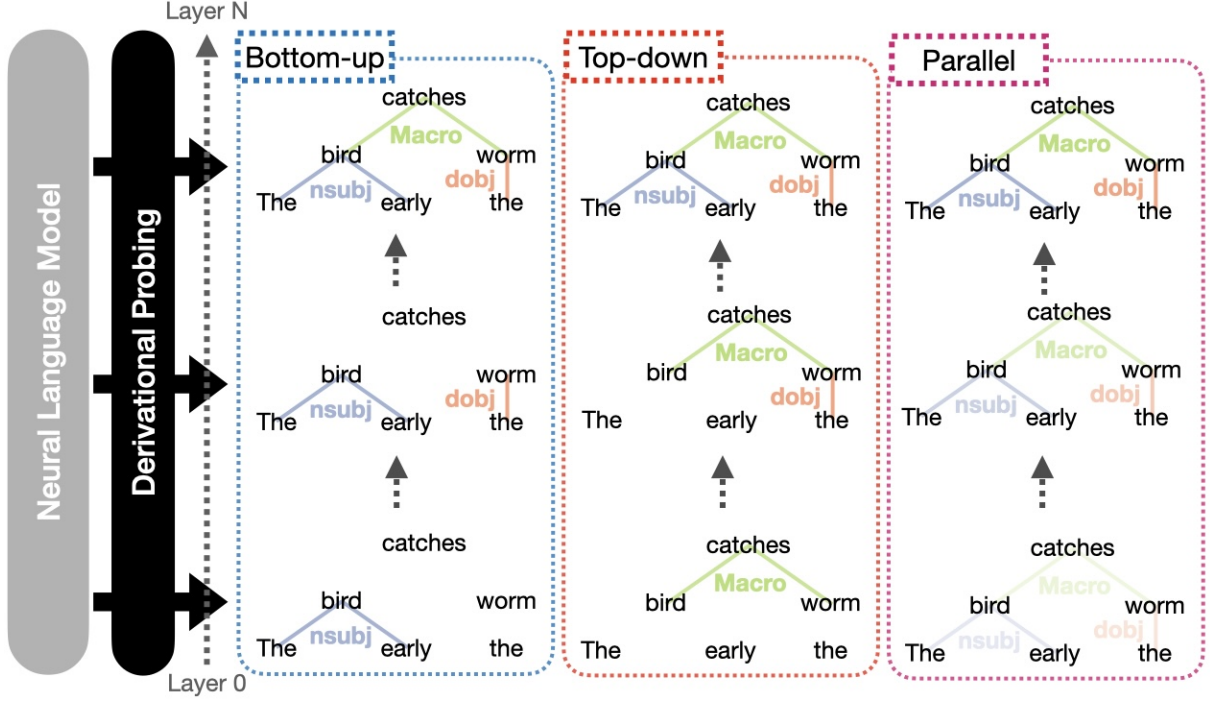 Layer N
Neural Language Model
Derivational Probing
Layer 0
Bottom-up
catches
Macro
bird worm
nsubj dobj
The early the
catches
bird worm
nsubj dobj
The early the
catches
bird worm
nsubj
The early the
Top-down
catches
Macro
bird worm
nsubj dobj
The early the
catches
Macro
bird worm
dobj
The early the
catches
Macro
bird worm
The early the
Parallel
catches
Macro
bird worm
nsubj dobj
The early the
catches
Macro
bird worm
nsubj dobj
The early the
catches
Macro
bird worm
nsubj dobj
The early the